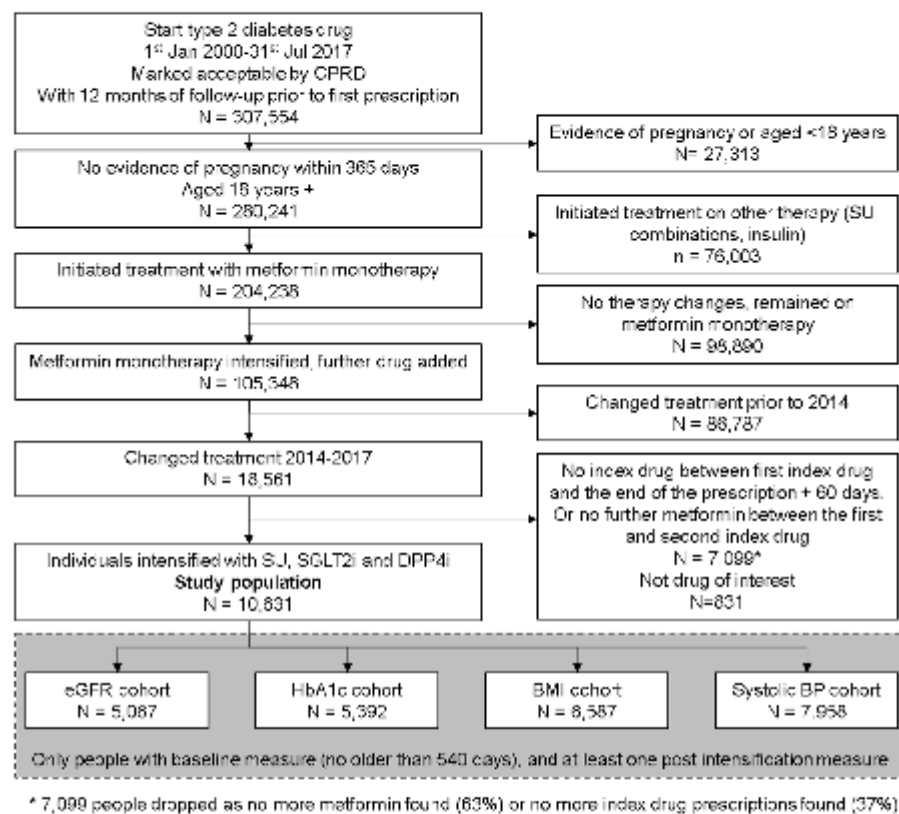 Start type 2 diabetes drug
1st Jan 2000-31st Jul 2017
Marked acceptable by CPRD
With 12 months of follow-up prior to first prescription
N = 307,554
Evidence of pregnancy or aged <18 years
N= 27,313
No evidence of pregnancy within 365 days
Aged 18 years +
N = 280,241
Initiated treatment on other therapy (SU
combinations, insulin)
n = 76,003
Initiated treatment with metformin monotherapy
N = 204,238
No therapy changes, remained on
metformin monotherapy
N = 98,890
Metformin monotherapy intensified, further drug added
N = 105,348
Changed treatment prior to 2014
N = 86,787
Changed treatment 2014-2017
N = 18,561
No index drug between first index drug
and the end of the prescription + 60 days.
Or no further metformin between the first
and second index drug
N = 7,099*
Not drug of interest
N=831
Individuals intensified with SU, SGLT2i and DPP4i
Study population
N = 10,631
eGFR cohort
N =
HbA1c cohort
N = 5,392
BMI cohort
N =
Systolic BP cohort
N = 7,958
Only people with baseline measure (no older than 540 days), and at least one post intensification measure
* 7,099 people dropped as no more metformin found (63%) or no more index drug prescriptions found (37%)